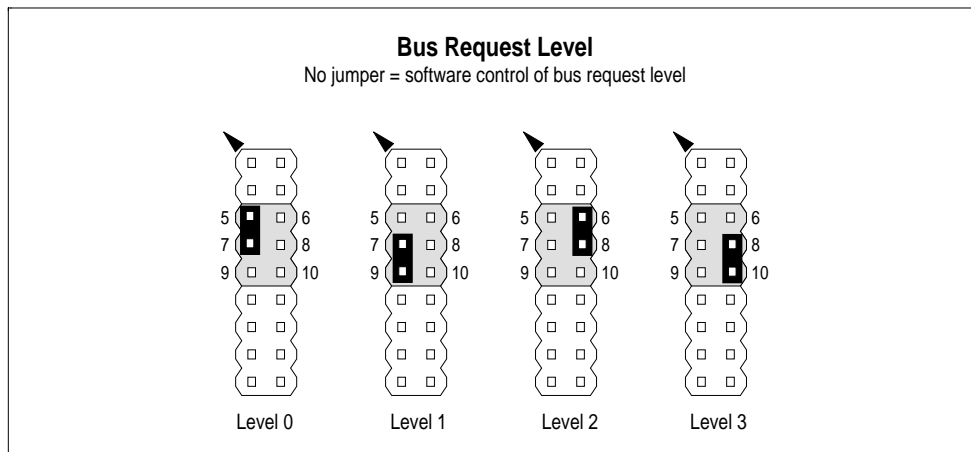 Bus Request Level
No jumper = software control of bus request level
5 6 5 6 5 6 5 6
7 8 7 8 7 8 7 8
9 10 9 10 9 10 9 10
Level 0 Level 1 Level 2 Level 3